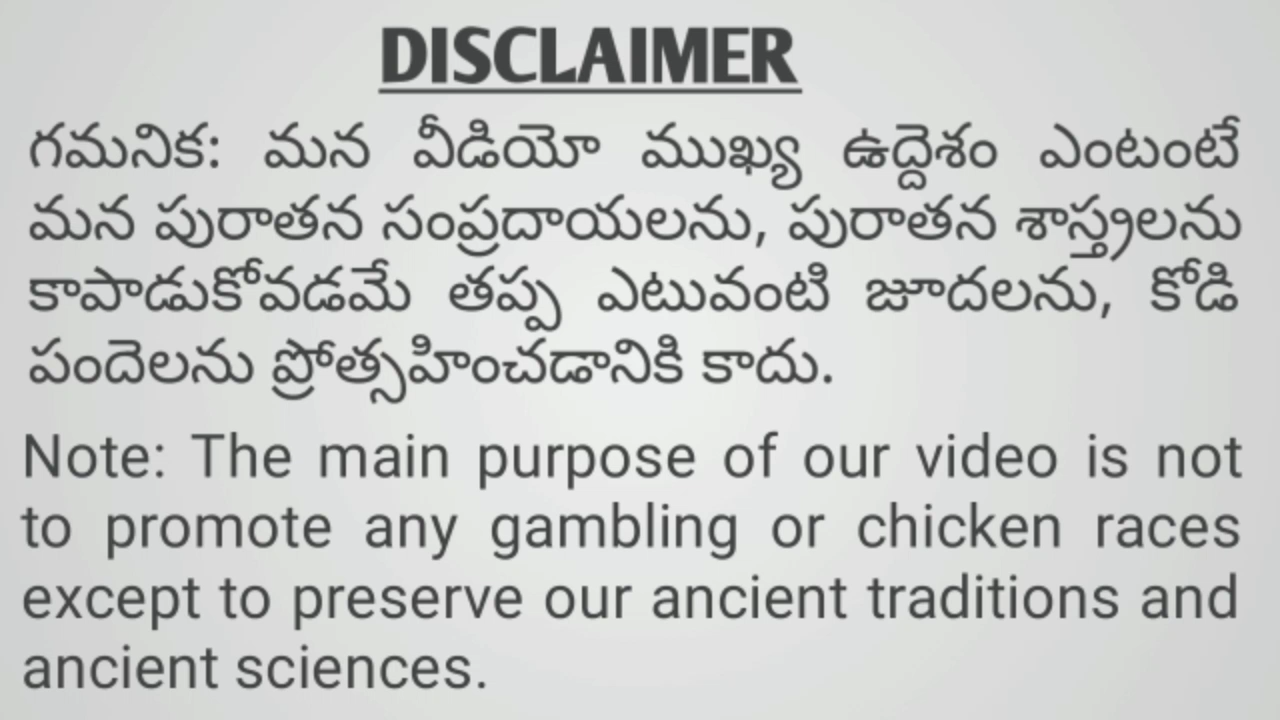 DISCLAIMER
గమనిక: మన వీడియో ముఖ్య ఉద్దెశం ఎంటంటే
మన పురాతన సంప్రదాయలను, పురాతన శాస్త్రలను
కాపాడుకోవడమే తప్ప ఎటువంటి జూదలను, కోడి
పందెలను ప్రోత్సహించడానికి కాదు.
Note: The main purpose of our video is not
to promote any gambling or chicken races
except to preserve our ancient traditions and
ancient sciences.